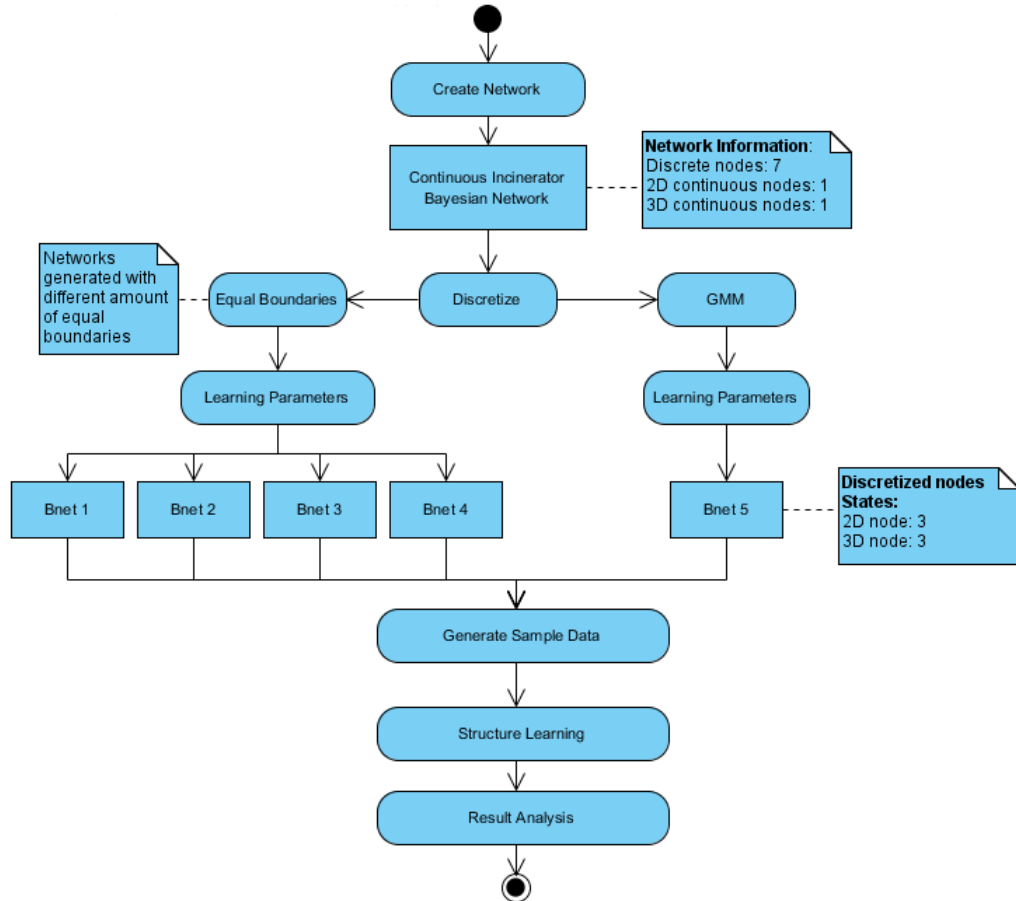 Create Network
Continuous Incinerator
Bayesian Network
Network Information:
Discrete nodes: 7
2D continuous nodes: 1
3D continuous nodes: 1
Networks
generated with
different amount
of equal
boundaries
Equal Boundaries
Discretize
GMM
Learning Parameters
Learning Parameters
Bnet 1
Bnet 2
Bnet 3
Bnet 4
Bnet 5
Discretized nodes
States:
2D node: 3
3D node: 3
Generate Sample Data
Structure Learning
Result Analysis